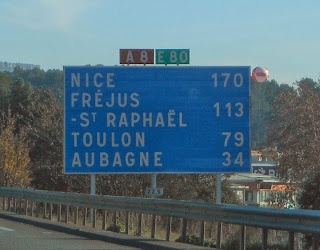 A 8 E 80
NICE 170
FRÉJUS
-ST RAPHAËL 113
TOULON 79
AUBAGNE 34